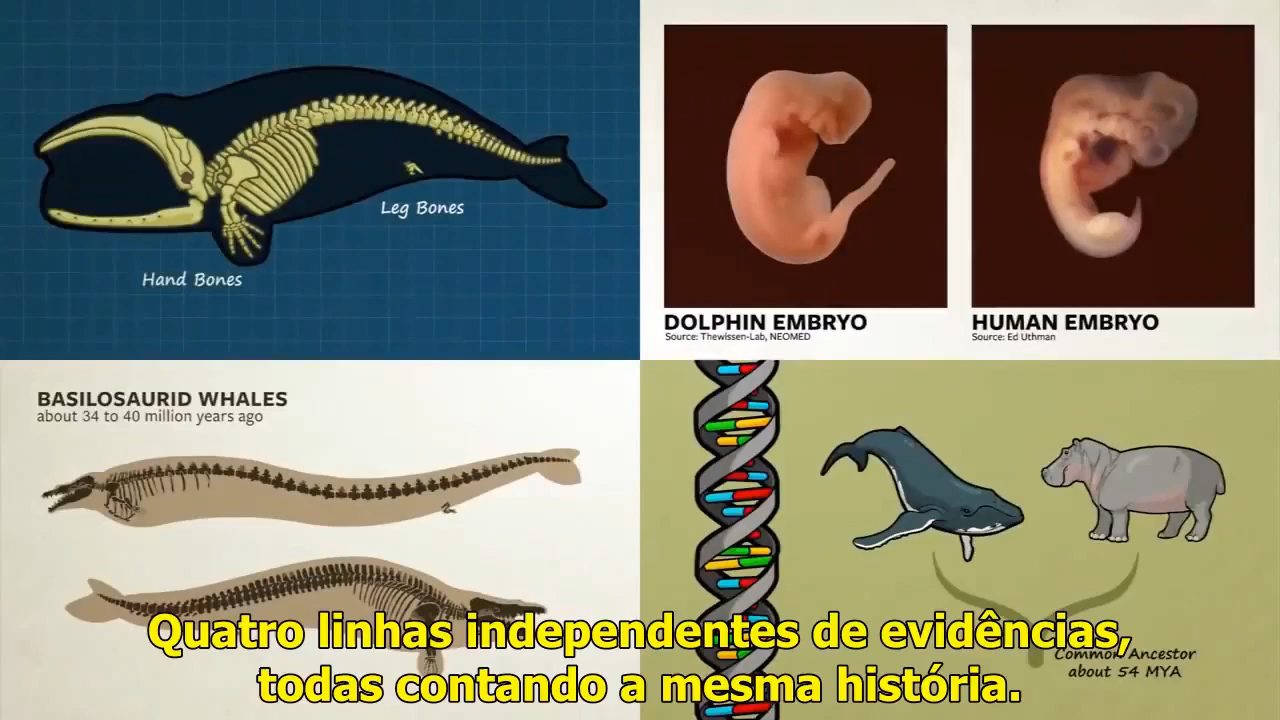 Leg Bones
Hand Bones
DOLPHIN EMBRYO
Source: Thewissen-Lab, NEOMED
HUMAN EMBRYO
Source: Ed Uthman
BASILOSAURID WHALES
about 34 to 40 million years ago
Common Ancestor
about 54 MYA
Quatro linhas independentes de evidências,
todas contando a mesma história.